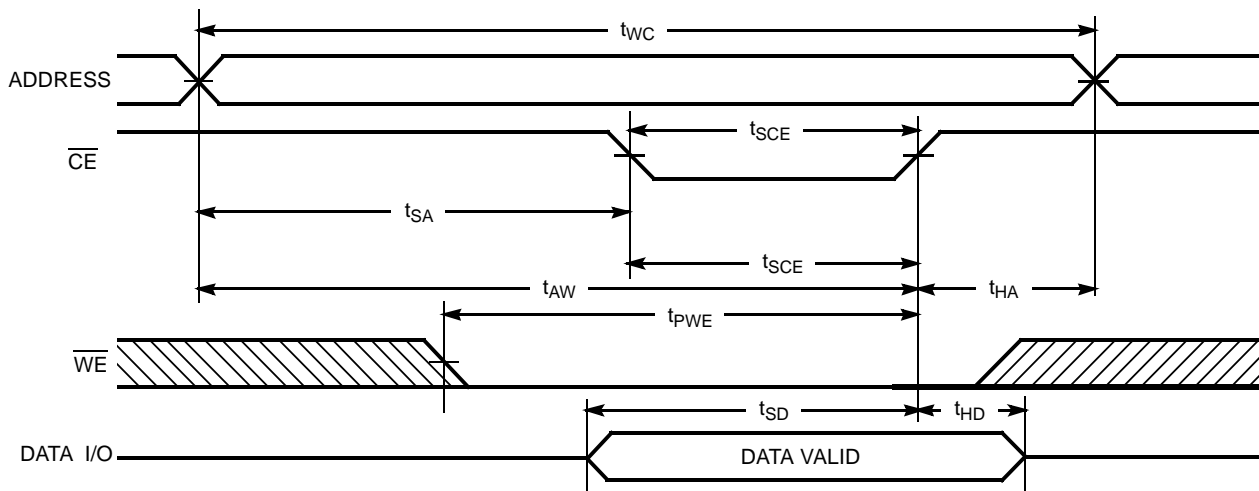 tWC
ADDRESS
tSCE
CE
tSA
tSCE
tAW
tHA
tPWE
WE
tSD
tHD
DATA I/O
DATA VALID